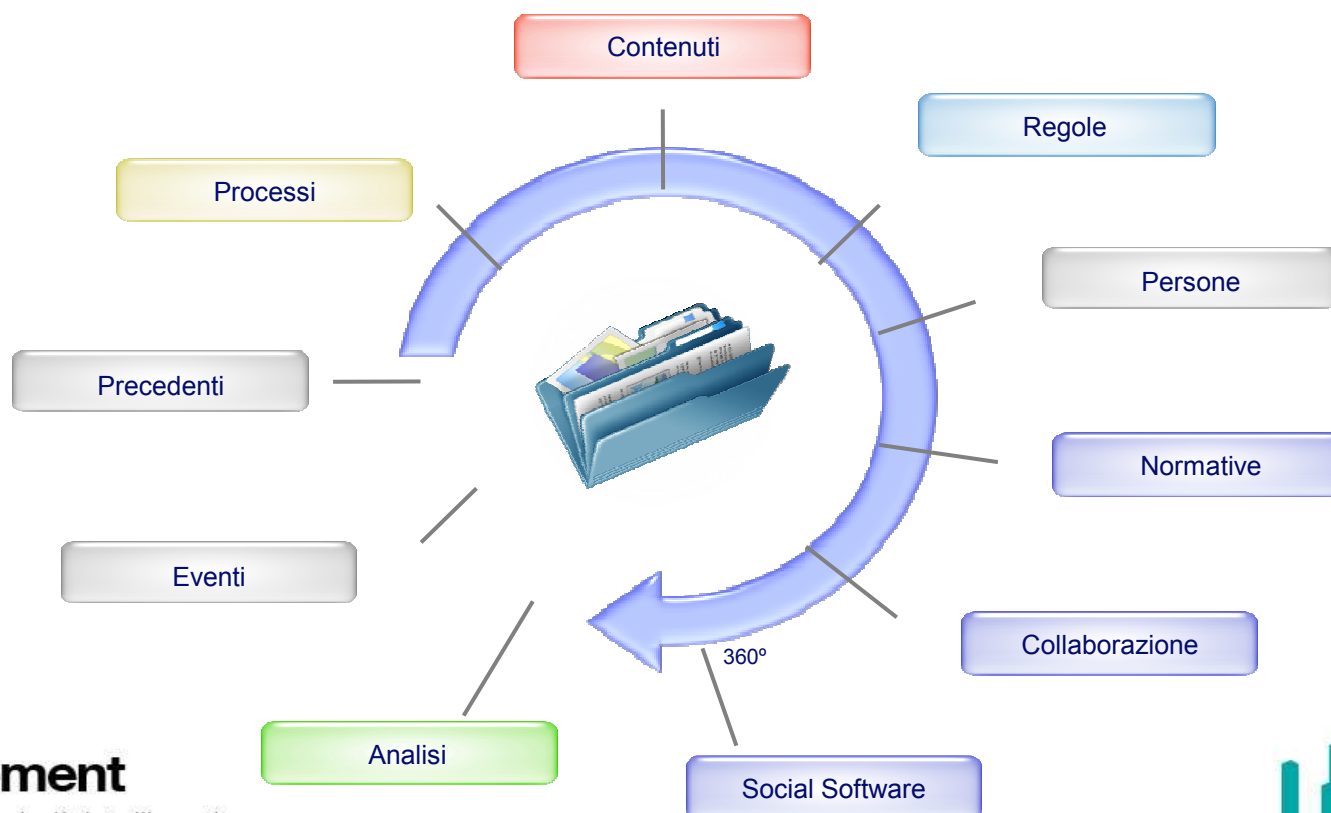 Contenuti
Regole
Processi
Persone
Precedenti
Normative
Eventi
Collaborazione
360º
Analisi
Social Software
ment